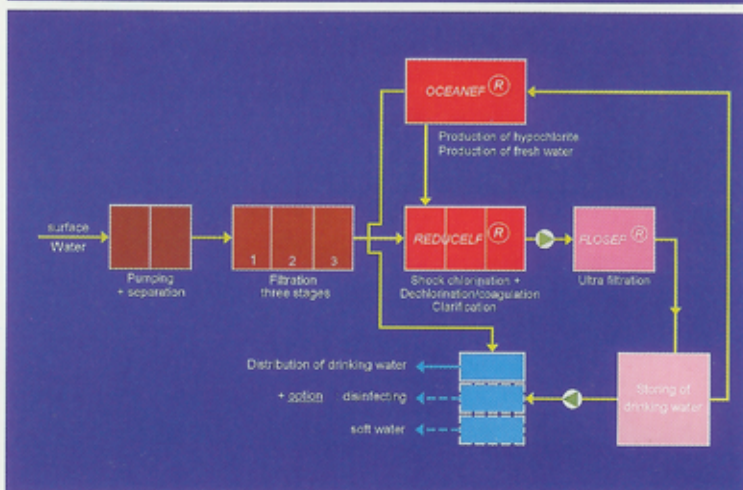 OCEANEF ®
Production of hypochlorite
Production of fresh water
surface
Water
1 2 3
REDUCELF ®
FLOSEF ®
Pumping
+ separation
Filtration
three stages
Shock chlorination +
Dechlorination/coagulation
Clarification
Ultra filtration
Distribution of drinking water
+ option disinfecting
soft water
Storing of
drinking water